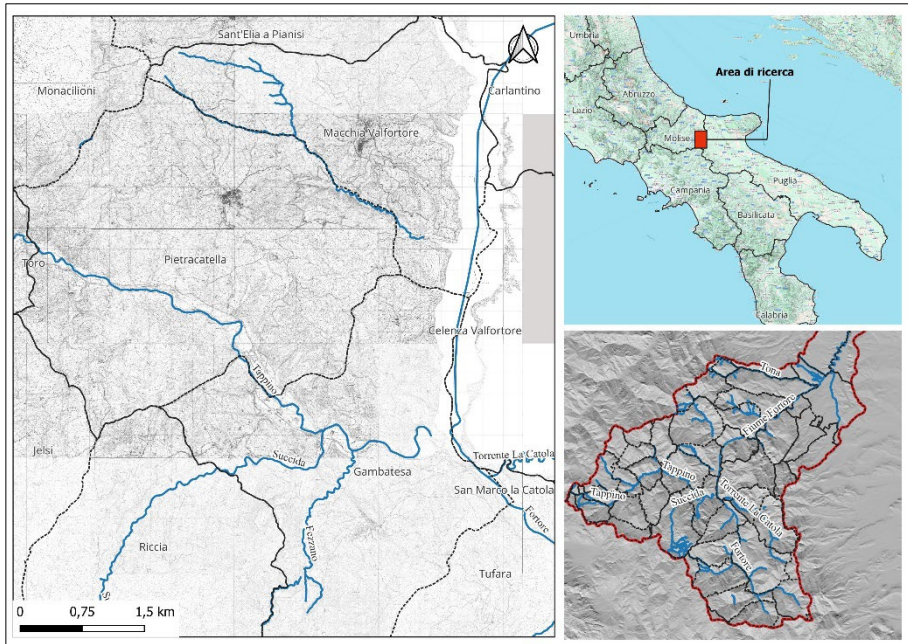 Sant'Elia a Pianisi
Monacilioni
Carlantino
Macchia Valfortore
Toro
Pietracatella
Celenza Valfortore
Tappino
Jelsi
Succida
Gambatesa
Torrente La Catola
San Marco la Catola
Fortore
Fezzano
Riccia
Tufara
0 0,75 1,5 km
Umbria
Area di ricerca
Abruzzo
Lazio
Molise
Puglia
Campania
Basilicata
Calabria
Tona
Fiume Fortore
Tappino
Tappino
Succida
Torrente La Catola
Fortore